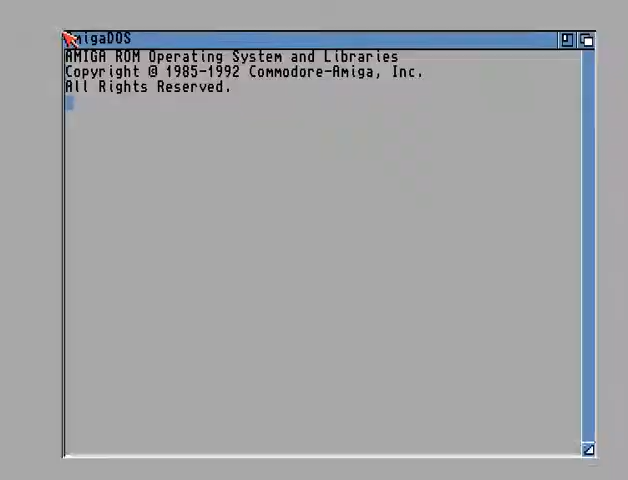 AmigaDOS
AMIGA ROM Operating System and Libraries
Copyright © 1985-1992 Commodore-Amiga, Inc.
All Rights Reserved.